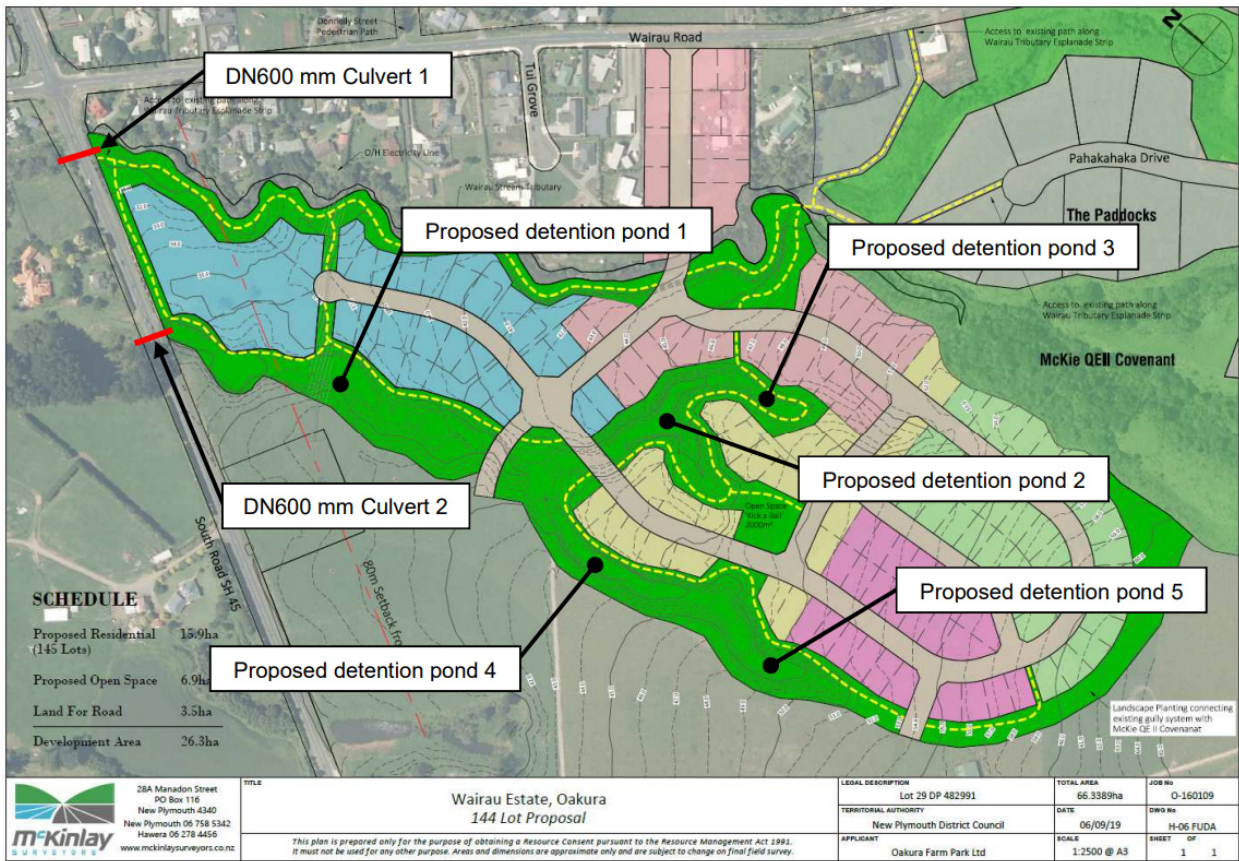 Donnelly Street
Pedestrian Path
Wairau Road
N
Access to existing path along
Wairau Tributary Esplanade Strip
DN600 mm Culvert 1
Access to existing path along
Wairau Tributary Esplanade Strip
Tui Grove
O/H Electricity Line
Wairau Stream Tributary
Pahakahaka Drive
The Paddocks
Proposed detention pond 1
Proposed detention pond 3
Access to existing path along
Wairau Tributary Esplanade Strip
McKie QEII Covenant
Proposed detention pond 2
DN600 mm Culvert 2
Open Space
'Kick a Ball'
2000m²
South Road SH 45
80m Setback fro
Proposed detention pond 5
Proposed detention pond 4
SCHEDULE
Proposed Residential 15.9ha
(145 Lots)
Proposed Open Space 6.9ha
Land For Road 3.5ha
Development Area 26.3ha
Landscape Planting connecting
existing gully system with
McKie QE II Covenanat
McKinlay
SURVEYORS
28A Manadon Street
PO Box 116
New Plymouth 4340
New Plymouth 06 758 5342
Hawera 06 278 4456
www.mckinlaysurveyors.co.nz
TITLE
Wairau Estate, Oakura
144 Lot Proposal
This plan is prepared only for the purpose of obtaining a Resource Consent pursuant to the Resource Management Act 1991.
It must not be used for any other purpose. Areas and dimensions are approximate only and are subject to change on final field survey.
LEGAL DESCRIPTION
Lot 29 DP 482991
TERRITORIAL AUTHORITY
New Plymouth District Council
APPLICANT
Oakura Farm Park Ltd
TOTAL AREA
66.3389ha
DATE
06/09/19
SCALE
1:2500 @ A3
JOB No
O-160109
DWG No
H-06 FUDA
SHEET OF
1 1